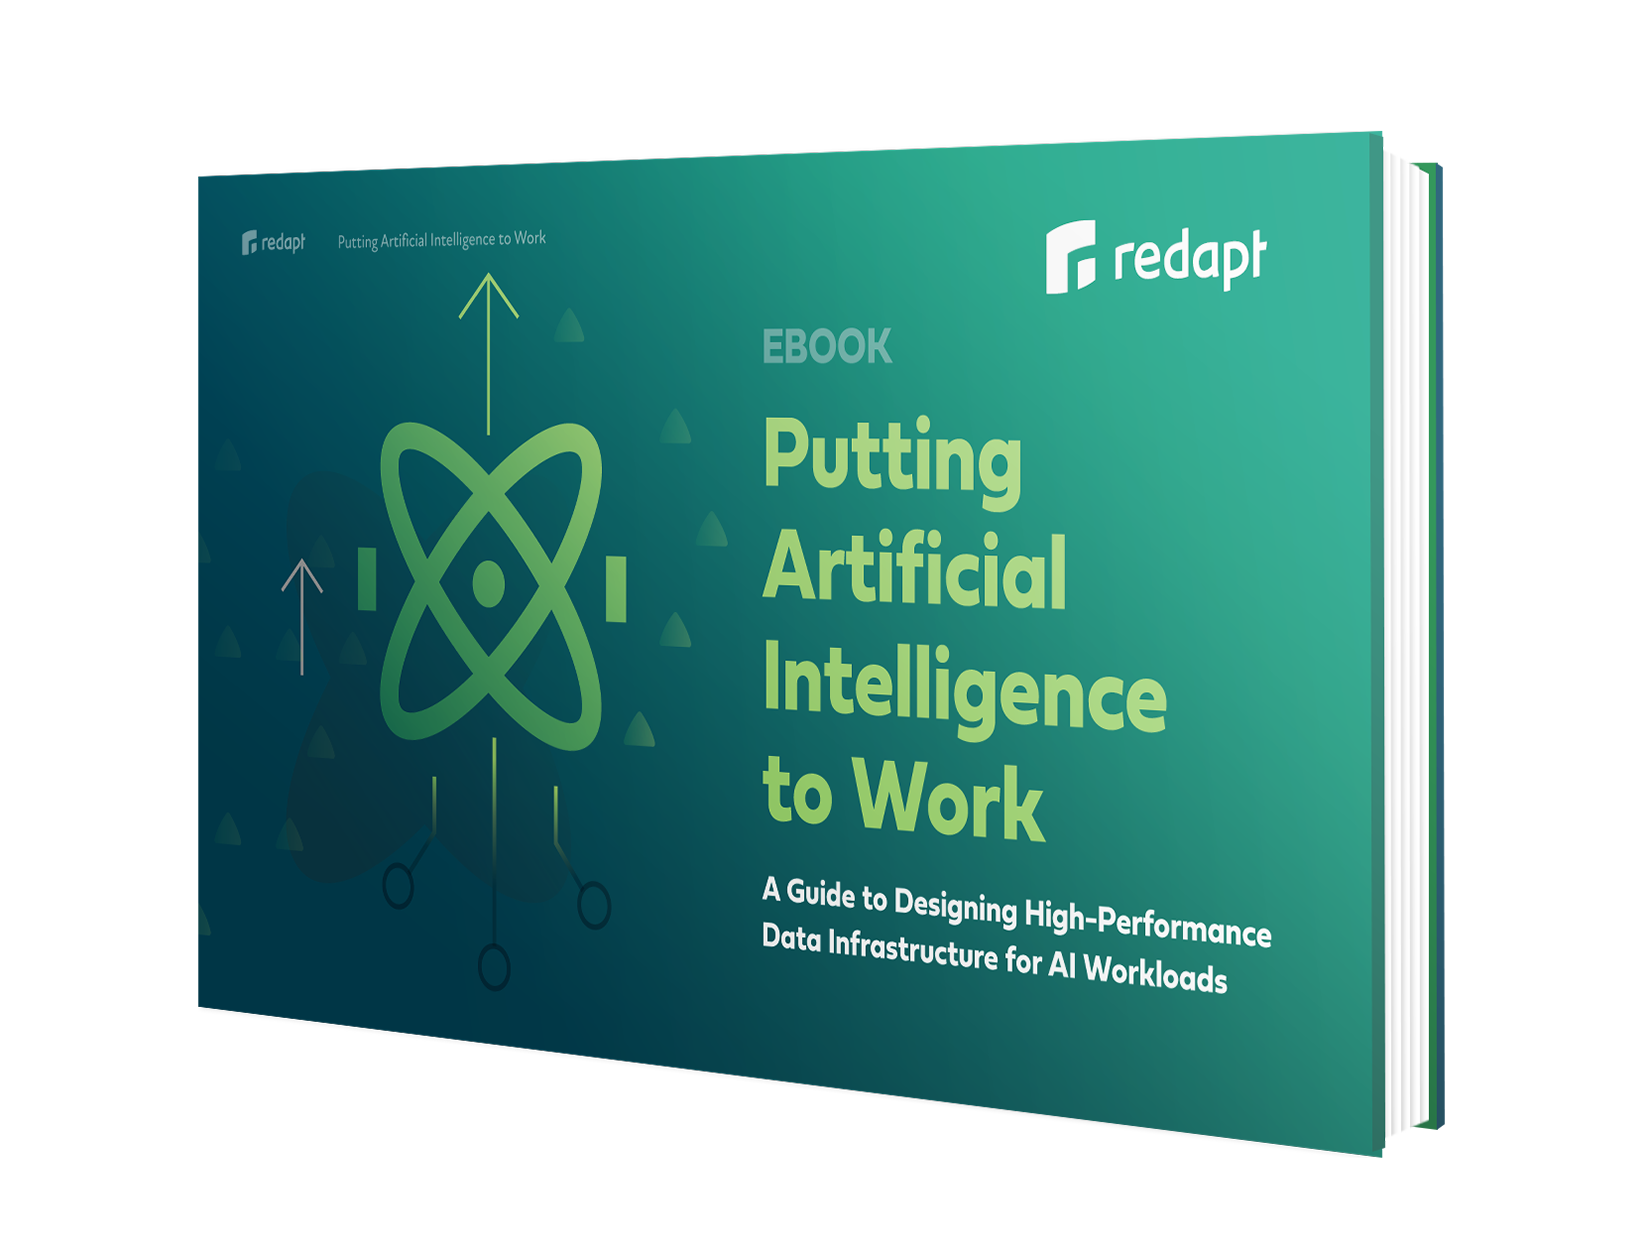 redapt Putting Artificial Intelligence to Work
redapt
EBOOK
Putting
Artificial
Intelligence
to Work
A Guide to Designing High-Performance
Data Infrastructure for AI Workloads